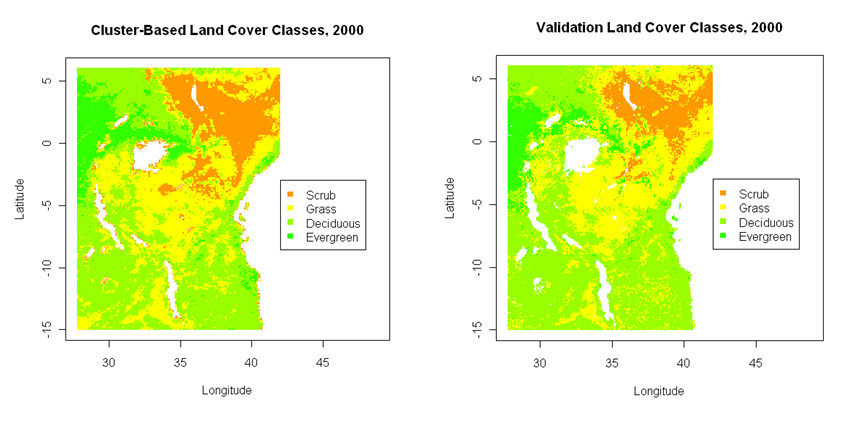 Cluster-Based Land Cover Classes, 2000
5
0
-5
-10
-15
Latitude
30
35
40
45
Longitude
Scrub
Grass
Deciduous
Evergreen
Validation Land Cover Classes, 2000
5
0
-5
-10
-15
Latitude
30
35
40
45
Longitude
Scrub
Grass
Deciduous
Evergreen